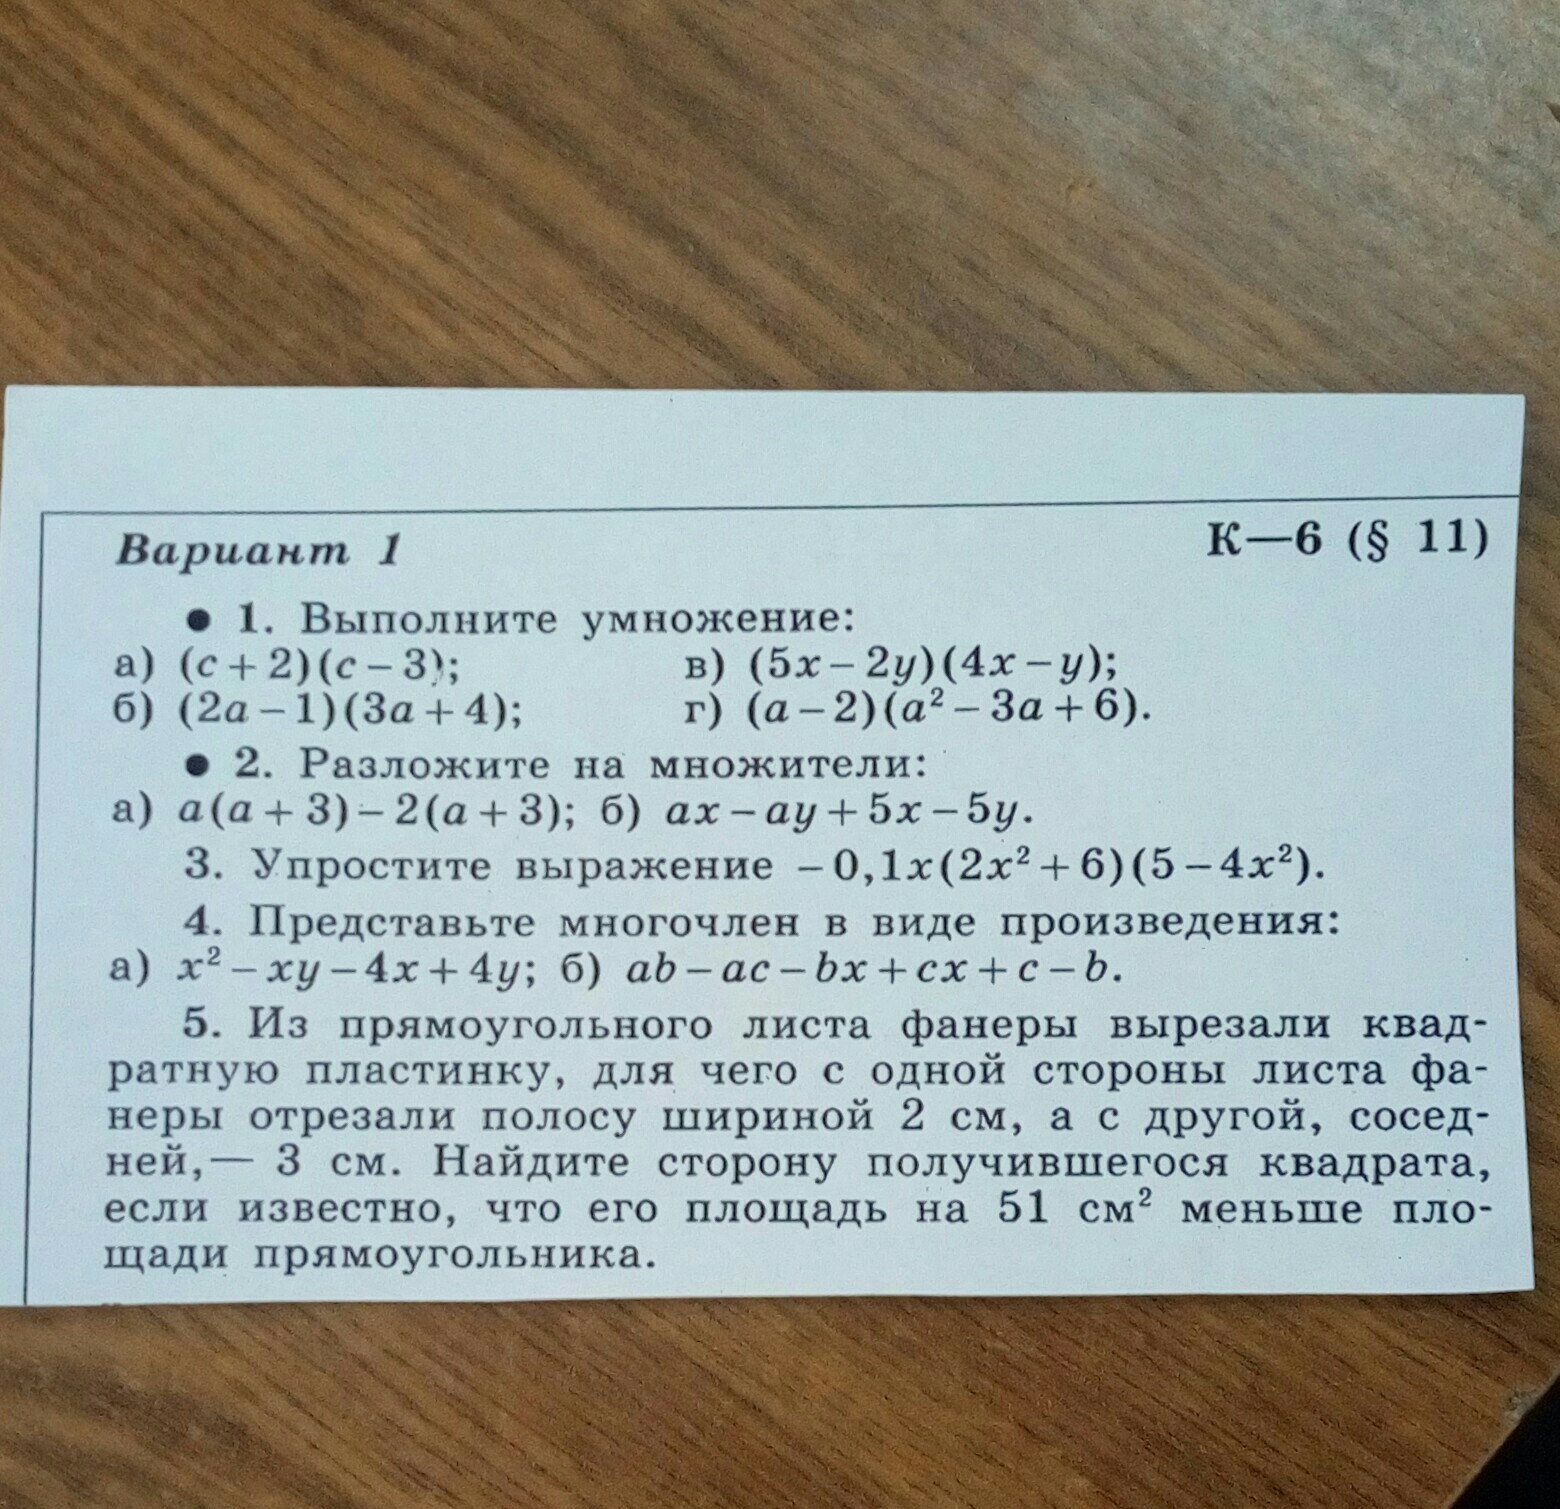 Вариант 1 К—6 (§ 11)
• 1. Выполните умножение:
а) (c + 2)(c − 3); в) (5x − 2y)(4x − y);
б) (2a − 1)(3a + 4); г) (a − 2)(a² − 3a + 6).
• 2. Разложите на множители:
а) a(a + 3) − 2(a + 3); б) ax − ay + 5x − 5y.
3. Упростите выражение −0,1x(2x² + 6)(5 − 4x²).
4. Представьте многочлен в виде произведения:
а) x² − xy − 4x + 4y; б) ab − ac − bx + cx + c − b.
5. Из прямоугольного листа фанеры вырезали квад-
ратную пластинку, для чего с одной стороны листа фа-
неры отрезали полосу шириной 2 см, а с другой, сосед-
ней,— 3 см. Найдите сторону получившегося квадрата,
если известно, что его площадь на 51 см² меньше пло-
щади прямоугольника.